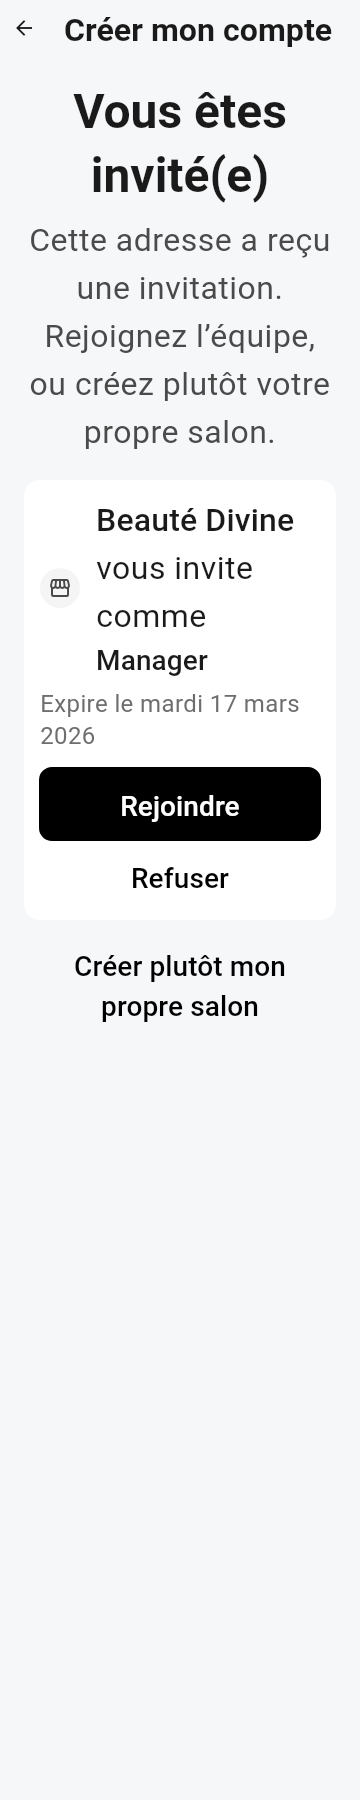 Créer mon compte
Vous êtes
invité(e)
Cette adresse a reçu
une invitation.
Rejoignez l’équipe,
ou créez plutôt votre
propre salon.
Beauté Divine
vous invite
comme
Manager
Expire le mardi 17 mars
2026
Rejoindre
Refuser
Créer plutôt mon
propre salon